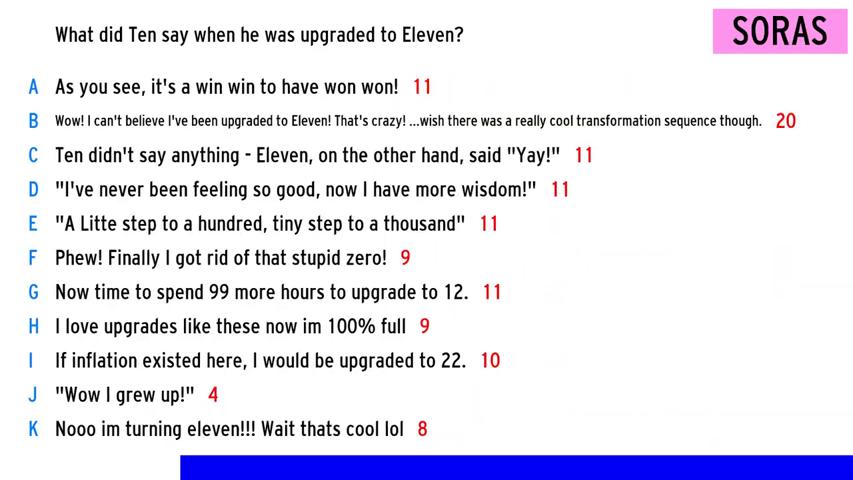 What did Ten say when he was upgraded to Eleven?
SORAS
A As you see, it's a win win to have won won! 11
B Wow! I can't believe I've been upgraded to Eleven! That's crazy! ...wish there was a really cool transformation sequence though. 20
C Ten didn't say anything - Eleven, on the other hand, said "Yay!" 11
D "I've never been feeling so good, now I have more wisdom!" 11
E "A Litte step to a hundred, tiny step to a thousand" 11
F Phew! Finally I got rid of that stupid zero! 9
G Now time to spend 99 more hours to upgrade to 12. 11
H I love upgrades like these now im 100% full 9
I If inflation existed here, I would be upgraded to 22. 10
J "Wow I grew up!" 4
K Nooo im turning eleven!!! Wait thats cool lol 8